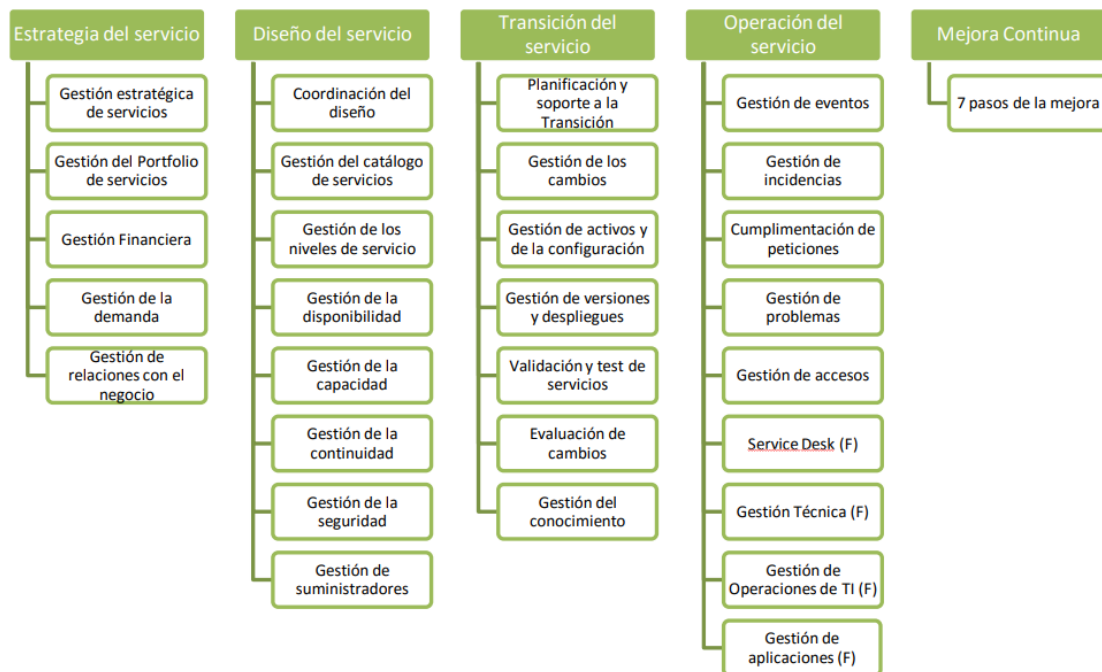 Estrategia del servicio
Gestión estratégica
de servicios
Gestión del Portfolio
de servicios
Gestión Financiera
Gestión de la
demanda
Gestión de
relaciones con el
negocio
Diseño del servicio
Coordinación del
diseño
Gestión del catálogo
de servicios
Gestión de los
niveles de servicio
Gestión de la
disponibilidad
Gestión de la
capacidad
Gestión de la
continuidad
Gestión de la
seguridad
Gestión de
suministradores
Transición del
servicio
Planificación y
soporte a la
Transición
Gestión de los
cambios
Gestión de activos y
de la configuración
Gestión de versiones
y despliegues
Validación y test de
servicios
Evaluación de
cambios
Gestión del
conocimiento
Operación del
servicio
Gestión de eventos
Gestión de
incidencias
Cumplimentación de
peticiones
Gestión de
problemas
Gestión de accesos
Service Desk (F)
Gestión Técnica (F)
Gestión de
Operaciones de TI (F)
Gestión de
aplicaciones (F)
Mejora Continua
7 pasos de la mejora